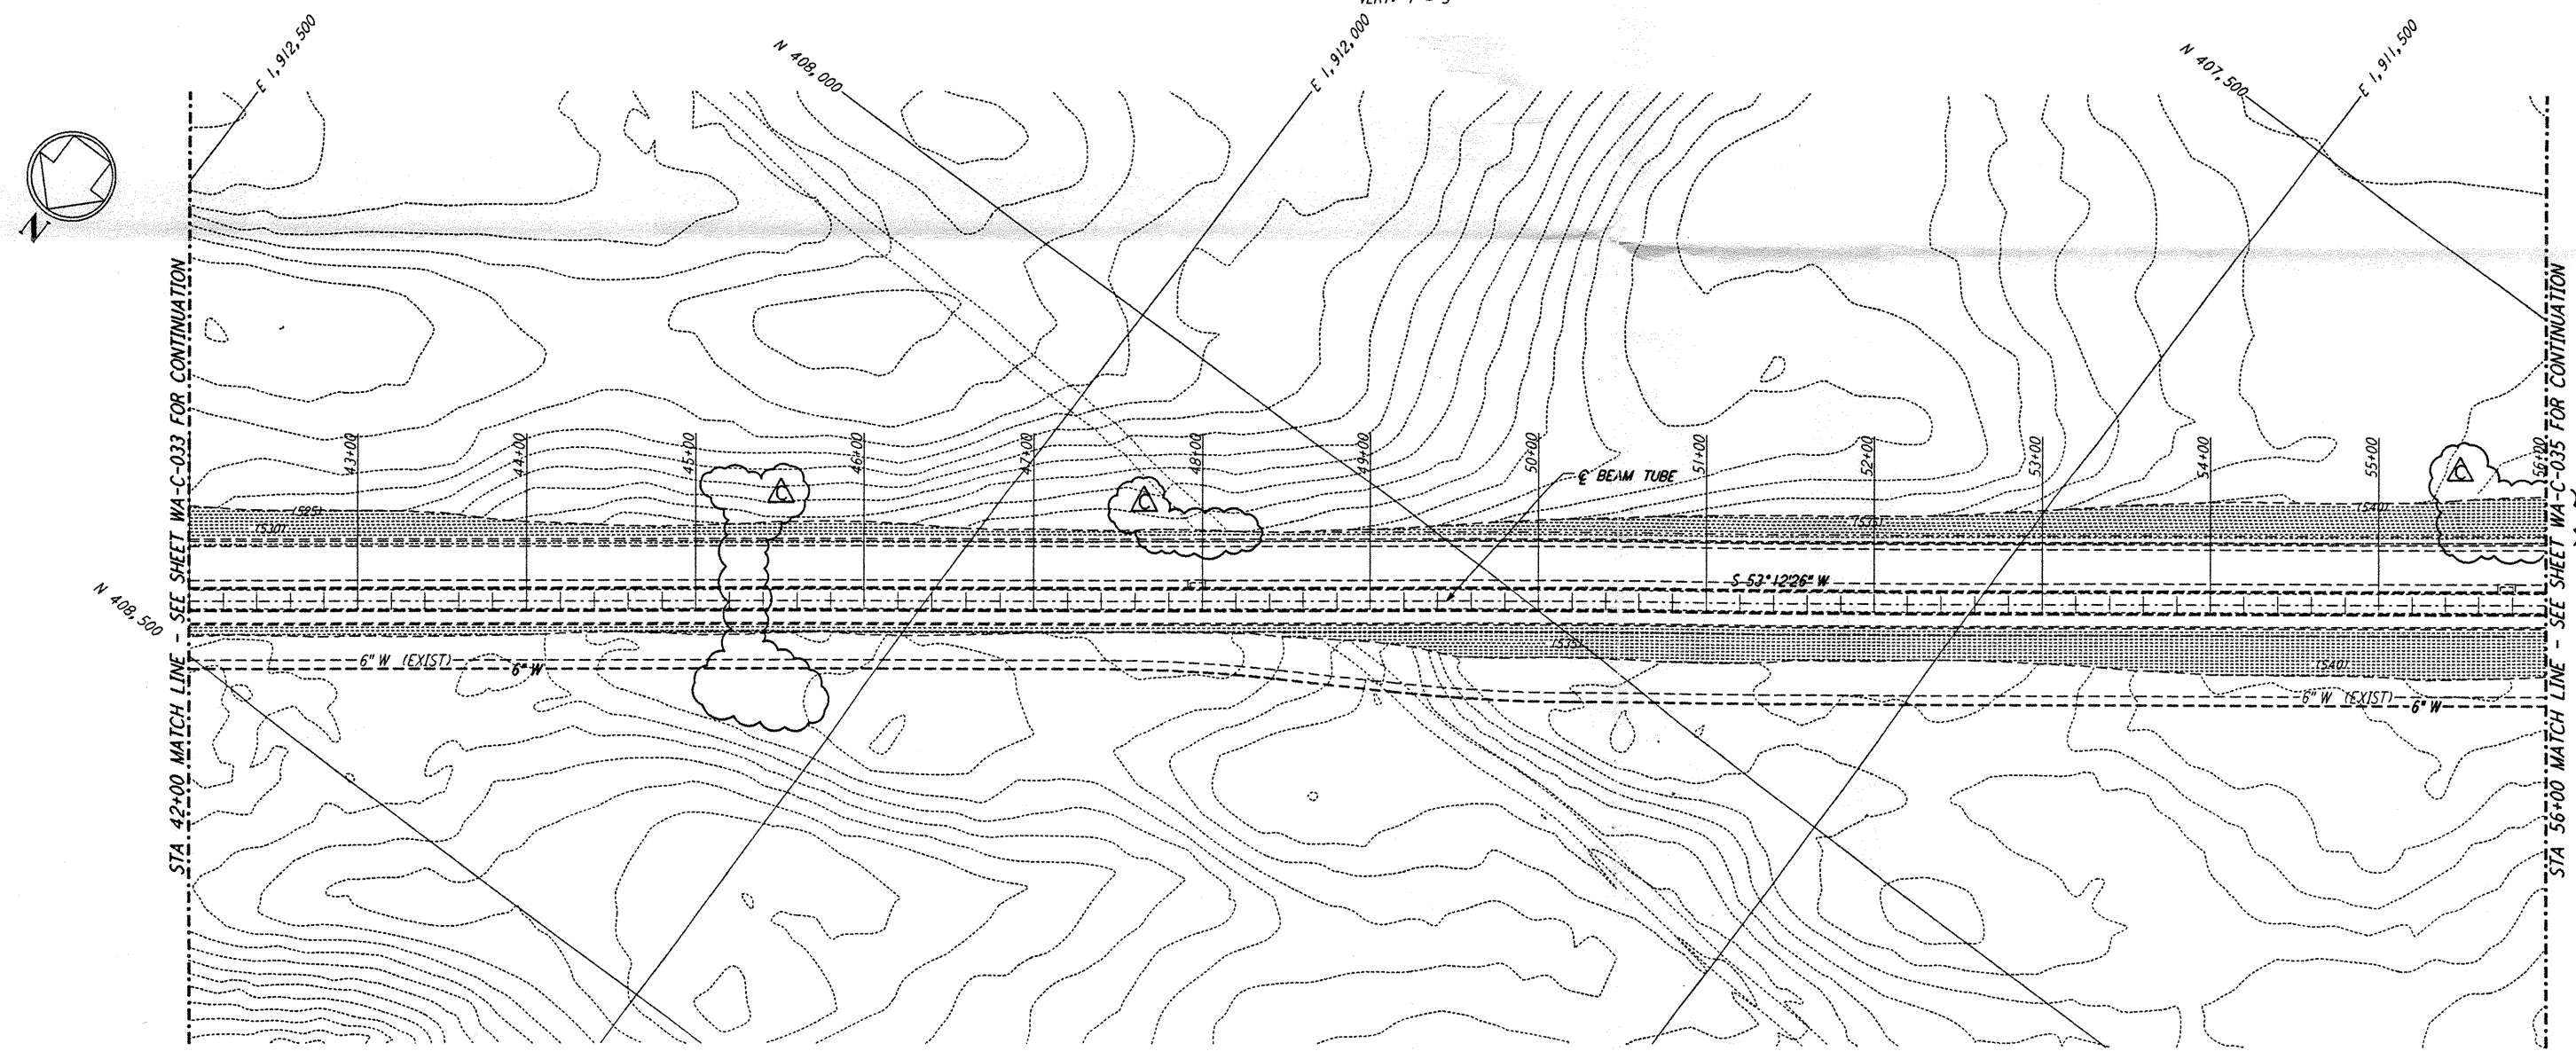 E 1,912,500
N 408,000
E 1,912,000
N 407,500
E 1,911,500
N
STA 42+00 MATCH LINE - SEE SHEET WA-C-033 FOR CONTINUATION
43+00
44+00
45+00
46+00
47+00
48+00
49+00
50+00
51+00
52+00
53+00
54+00
55+00
56+00
C
C
C
℄ BEAM TUBE
(525)
(530)
(535)
(540)
S 53°12'26" W
N 408,500
(535)
(540)
6" W (EXIST)
6" W
6" W (EXIST)
6" W
STA 56+00 MATCH LINE - SEE SHEET WA-C-035 FOR CONTINUATION